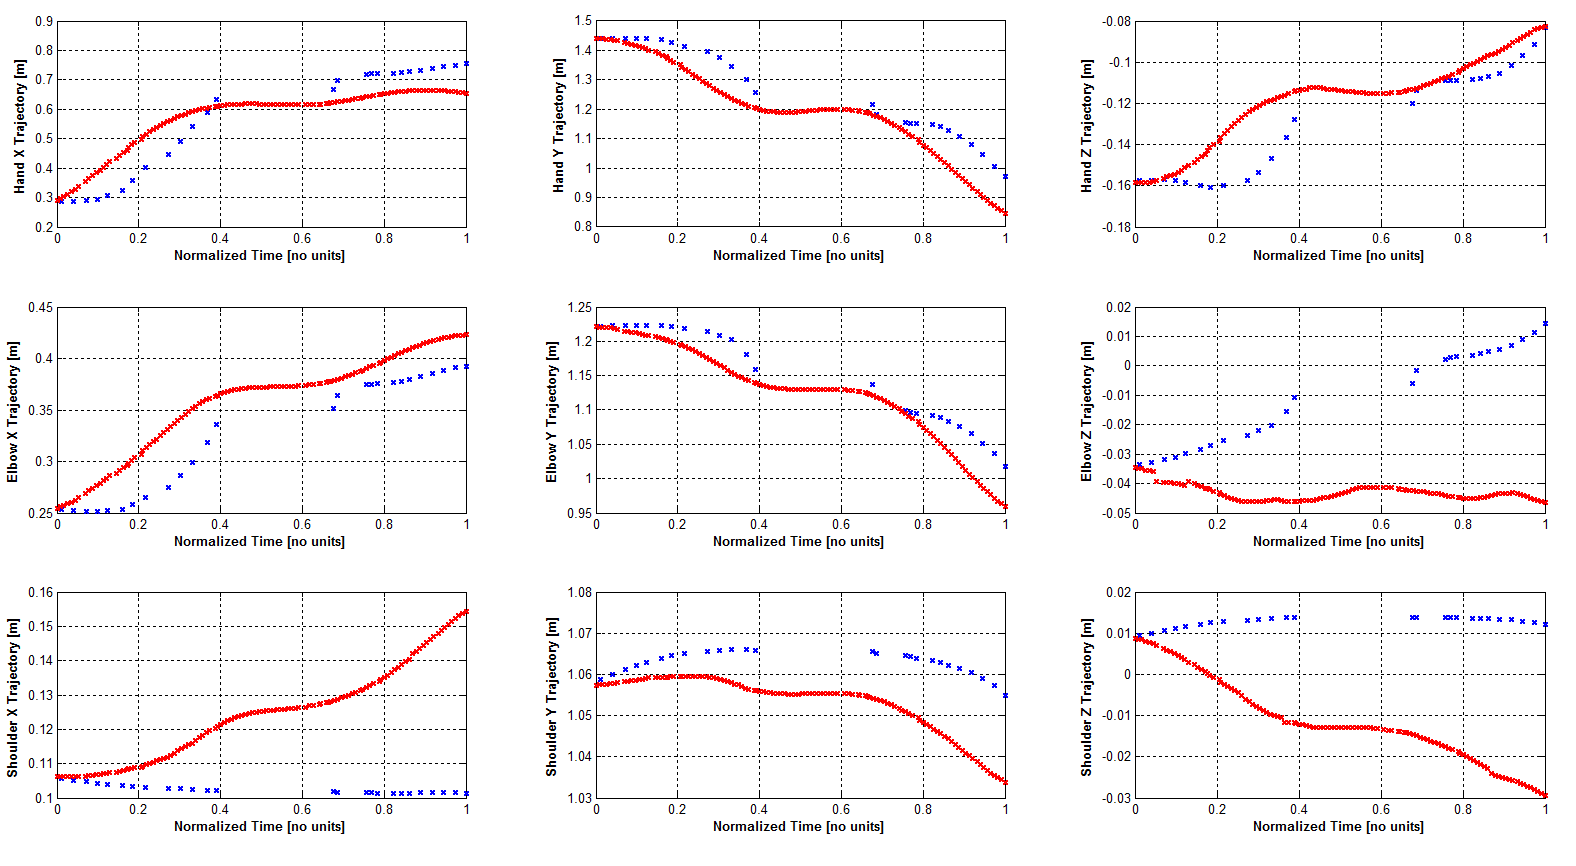 Hand X Trajectory [m]
0.9
0.8
0.7
0.6
0.5
0.4
0.3
0.2
0 0.2 0.4 0.6 0.8 1
Normalized Time [no units]
Hand Y Trajectory [m]
1.5
1.4
1.3
1.2
1.1
1
0.9
0.8
0 0.2 0.4 0.6 0.8 1
Normalized Time [no units]
Hand Z Trajectory [m]
-0.08
-0.1
-0.12
-0.14
-0.16
-0.18
0 0.2 0.4 0.6 0.8 1
Normalized Time [no units]
Elbow X Trajectory [m]
0.45
0.4
0.35
0.3
0.25
0 0.2 0.4 0.6 0.8 1
Normalized Time [no units]
Elbow Y Trajectory [m]
1.25
1.2
1.15
1.1
1.05
1
0.95
0 0.2 0.4 0.6 0.8 1
Normalized Time [no units]
Elbow Z Trajectory [m]
0.02
0.01
0
-0.01
-0.02
-0.03
-0.04
-0.05
0 0.2 0.4 0.6 0.8 1
Normalized Time [no units]
Shoulder X Trajectory [m]
0.16
0.15
0.14
0.13
0.12
0.11
0.1
0 0.2 0.4 0.6 0.8 1
Normalized Time [no units]
Shoulder Y Trajectory [m]
1.08
1.07
1.06
1.05
1.04
1.03
0 0.2 0.4 0.6 0.8 1
Normalized Time [no units]
Shoulder Z Trajectory [m]
0.02
0.01
0
-0.01
-0.02
-0.03
0 0.2 0.4 0.6 0.8 1
Normalized Time [no units]